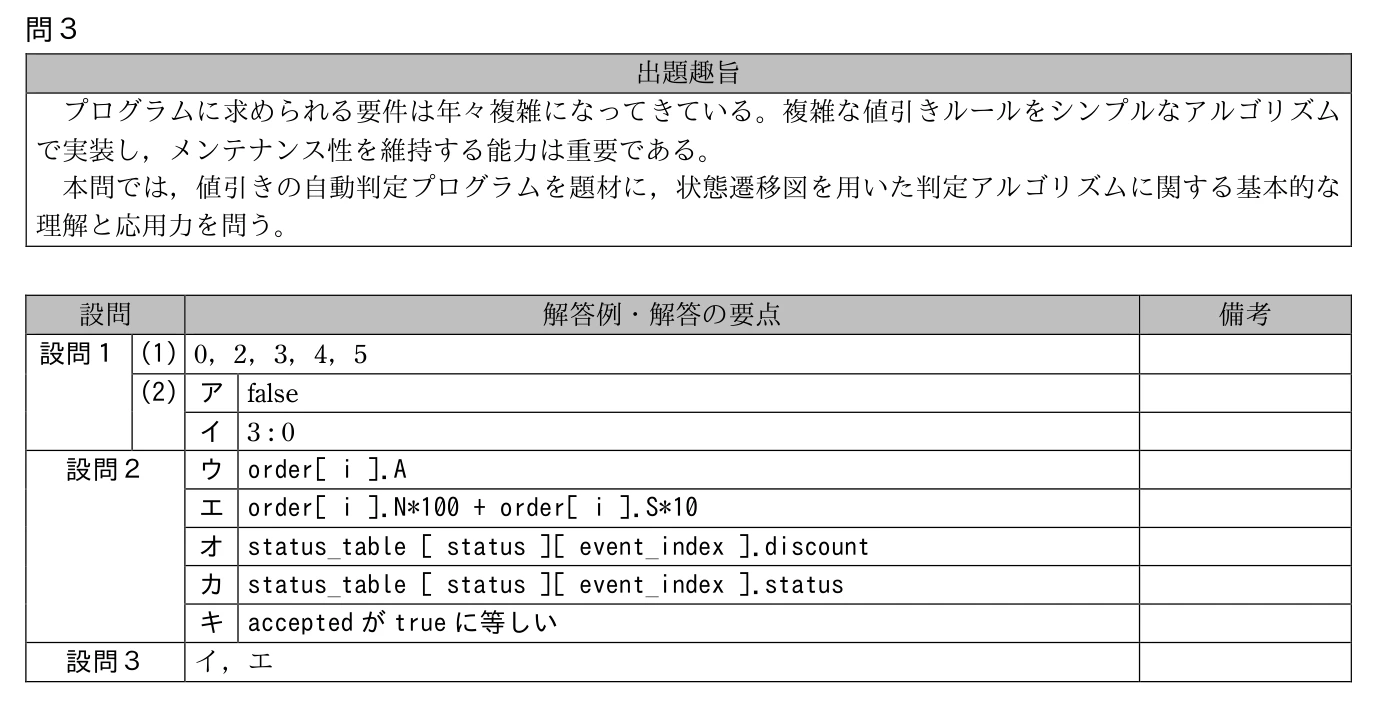 問3
出題趣旨
プログラムに求められる要件は年々複雑になってきている。複雑な値引きルールをシンプルなアルゴリズム
で実装し，メンテナンス性を維持する能力は重要である。
本問では，値引きの自動判定プログラムを題材に，状態遷移図を用いた判定アルゴリズムに関する基本的な
理解と応用力を問う。
設問 解答例・解答の要点 備考
設問1 (1) 0，2，3，4，5
(2) ア false
イ 3：0
設問2 ウ order[ i ].A
エ order[ i ].N*100 + order[ i ].S*10
オ status_table [ status ][ event_index ].discount
カ status_table [ status ][ event_index ].status
キ accepted が true に等しい
設問3 イ，エ